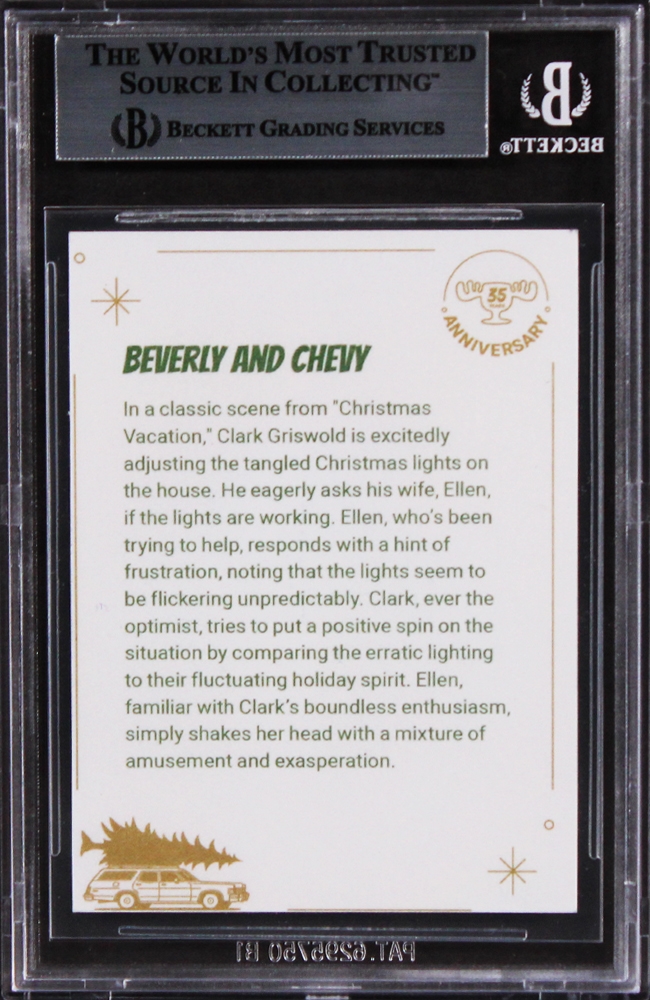 THE WORLD'S MOST TRUSTED
SOURCE IN COLLECTING™
B BECKETT GRADING SERVICES
B
BECKETT®
35
YEARS
ANNIVERSARY
BEVERLY AND CHEVY
In a classic scene from "Christmas
Vacation," Clark Griswold is excitedly
adjusting the tangled Christmas lights on
the house. He eagerly asks his wife, Ellen,
if the lights are working. Ellen, who's been
trying to help, responds with a hint of
frustration, noting that the lights seem to
be flickering unpredictably. Clark, ever the
optimist, tries to put a positive spin on the
situation by comparing the erratic lighting
to their fluctuating holiday spirit. Ellen,
familiar with Clark's boundless enthusiasm,
simply shakes her head with a mixture of
amusement and exasperation.
PAT. 6295750 B1